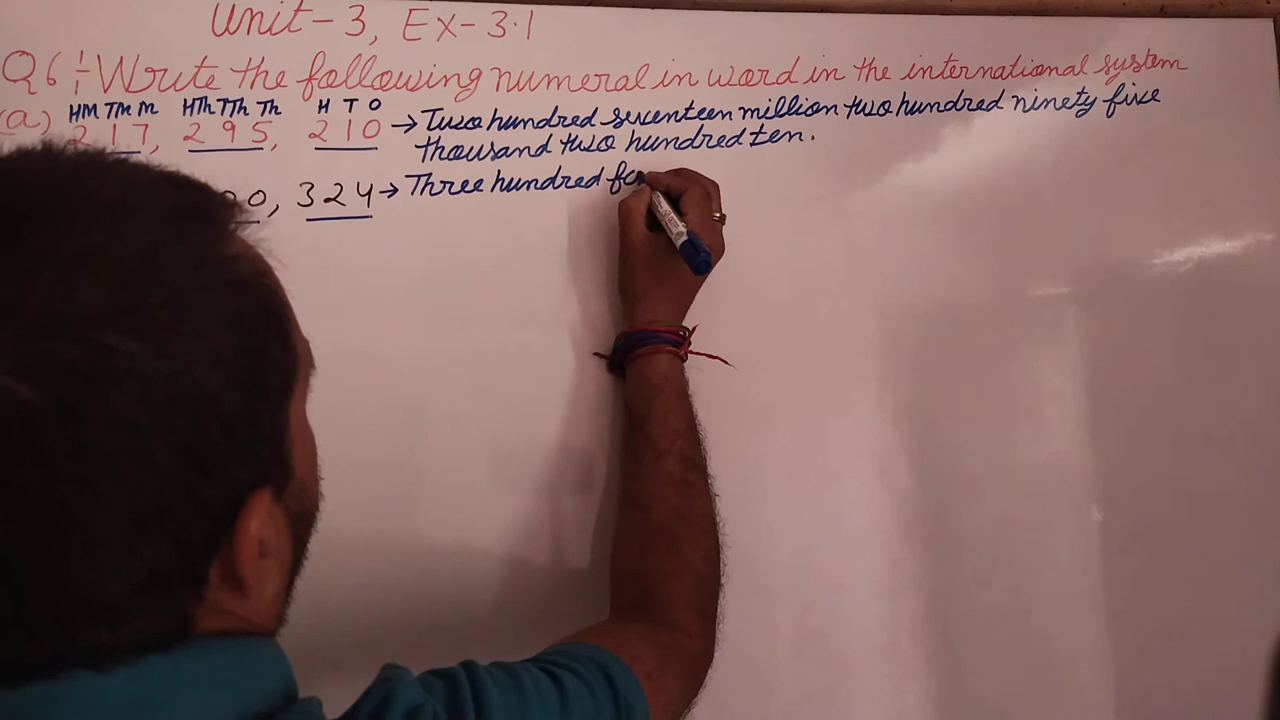 Unit-3, Ex-3.1
Q6 :- Write the following numeral in word in the international system
HM TM M HTh TTh Th H T O
(a) 217, 295, 210 → Two hundred seventeen million two hundred ninety five
thousand two hundred ten.
00, 324 → Three hundred fo